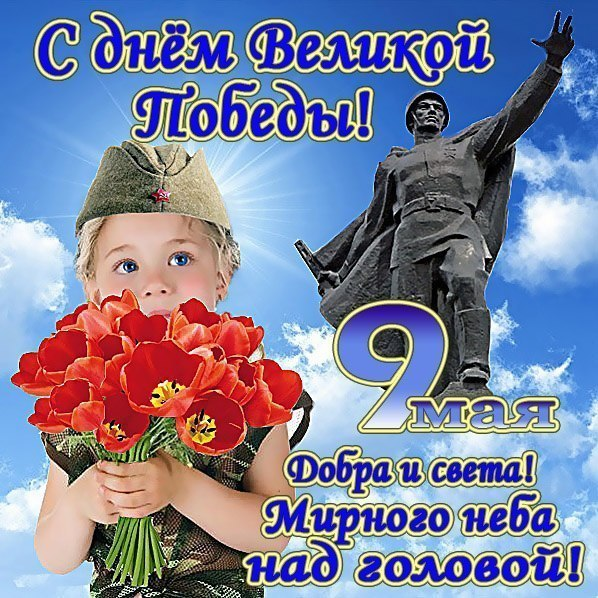 С днём Великой
Победы!
9 мая
Добра и света!
Мирного неба
над головой!